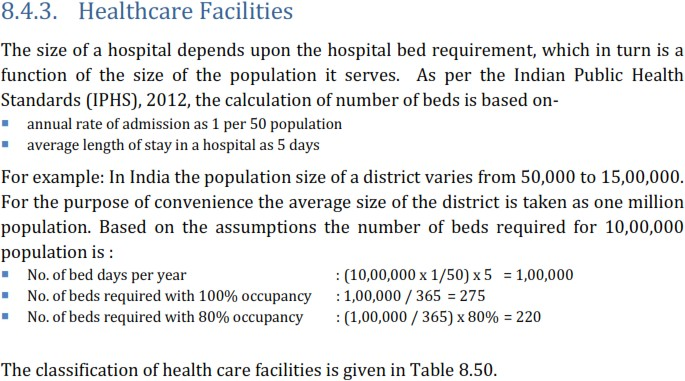 8.4.3. Healthcare Facilities
The size of a hospital depends upon the hospital bed requirement, which in turn is a
function of the size of the population it serves. As per the Indian Public Health
Standards (IPHS), 2012, the calculation of number of beds is based on-
▪ annual rate of admission as 1 per 50 population
▪ average length of stay in a hospital as 5 days
For example: In India the population size of a district varies from 50,000 to 15,00,000.
For the purpose of convenience the average size of the district is taken as one million
population. Based on the assumptions the number of beds required for 10,00,000
population is :
▪ No. of bed days per year : (10,00,000 x 1/50) x 5 = 1,00,000
▪ No. of beds required with 100% occupancy : 1,00,000 / 365 = 275
▪ No. of beds required with 80% occupancy : (1,00,000 / 365) x 80% = 220
The classification of health care facilities is given in Table 8.50.